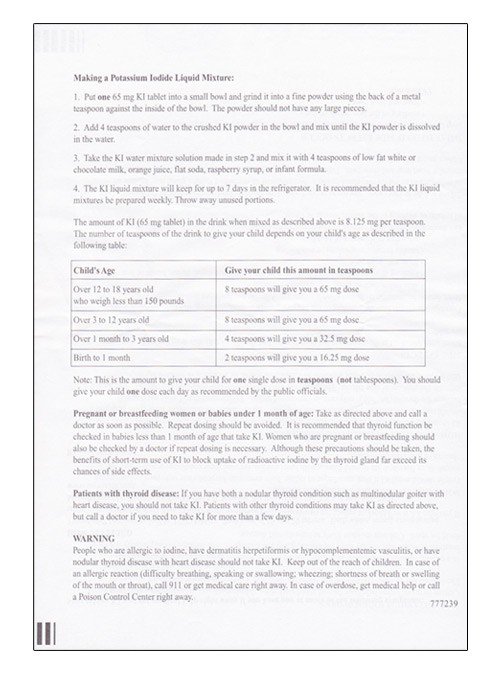 Making a Potassium Iodide Liquid Mixture:
1. Put one 65 mg KI tablet into a small bowl and grind it into a fine powder using the back of a metal
teaspoon against the inside of the bowl. The powder should not have any large pieces.
2. Add 4 teaspoons of water to the crushed KI powder in the bowl and mix until the KI powder is dissolved
in the water.
3. Take the KI water mixture solution made in step 2 and mix it with 4 teaspoons of low fat white or
chocolate milk, orange juice, flat soda, raspberry syrup, or infant formula.
4. The KI liquid mixture will keep for up to 7 days in the refrigerator. It is recommended that the KI liquid
mixtures be prepared weekly. Throw away unused portions.
The amount of KI (65 mg tablet) in the drink when mixed as described above is 8.125 mg per teaspoon.
The number of teaspoons of the drink to give your child depends on your child's age as described in the
following table:
Child's Age Give your child this amount in teaspoons
Over 12 to 18 years old 8 teaspoons will give you a 65 mg dose
who weigh less than 150 pounds
Over 3 to 12 years old 8 teaspoons will give you a 65 mg dose
Over 1 month to 3 years old 4 teaspoons will give you a 32.5 mg dose
Birth to 1 month 2 teaspoons will give you a 16.25 mg dose
Note: This is the amount to give your child for one single dose in teaspoons (not tablespoons). You should
give your child one dose each day as recommended by the public officials.
Pregnant or breastfeeding women or babies under 1 month of age: Take as directed above and call a
doctor as soon as possible. Repeat dosing should be avoided. It is recommended that thyroid function be
checked in babies less than 1 month of age that take KI. Women who are pregnant or breastfeeding should
also be checked by a doctor if repeat dosing is necessary. Although these precautions should be taken, the
benefits of short-term use of KI to block uptake of radioactive iodine by the thyroid gland far exceed its
chances of side effects.
Patients with thyroid disease: If you have both a nodular thyroid condition such as multinodular goiter with
heart disease, you should not take KI. Patients with other thyroid conditions may take KI as directed above,
but call a doctor if you need to take KI for more than a few days.
WARNING
People who are allergic to iodine, have dermatitis herpetiformis or hypocomplementemic vasculitis, or have
nodular thyroid disease with heart disease should not take KI. Keep out of the reach of children. In case of
an allergic reaction (difficulty breathing, speaking or swallowing; wheezing; shortness of breath or swelling
of the mouth or throat), call 911 or get medical care right away. In case of overdose, get medical help or call
a Poison Control Center right away.
777239